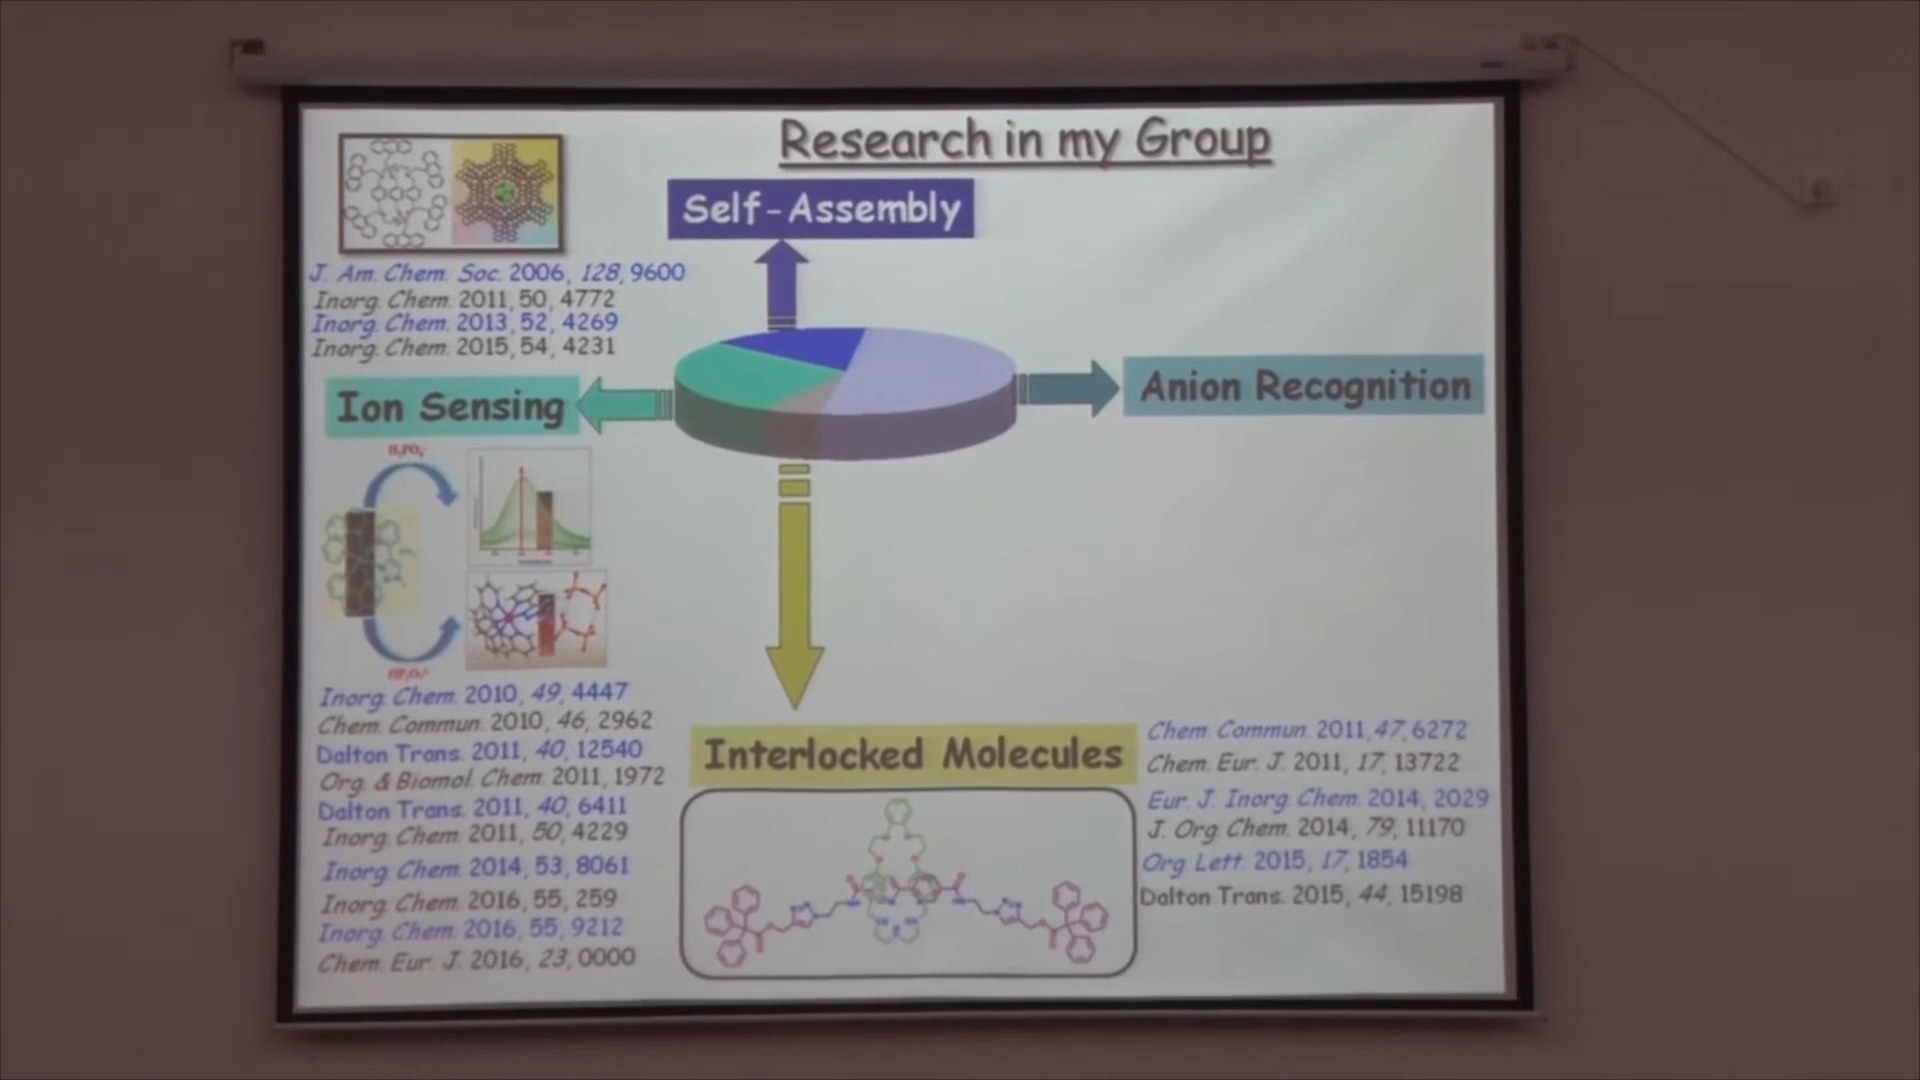 Research in my Group
Self-Assembly
J. Am. Chem. Soc. 2006, 128, 9600
Inorg. Chem. 2011, 50, 4772
Inorg. Chem. 2013, 52, 4269
Inorg. Chem. 2015, 54, 4231
Ion Sensing
Anion Recognition
Inorg. Chem. 2010, 49, 4447
Chem. Commun. 2010, 46, 2962
Dalton Trans. 2011, 40, 12540
Org. & Biomol. Chem. 2011, 1972
Dalton Trans. 2011, 40, 6411
Inorg. Chem. 2011, 50, 4229
Inorg. Chem. 2014, 53, 8061
Inorg. Chem. 2016, 55, 259
Inorg. Chem. 2016, 55, 9212
Chem. Eur. J. 2016, 23, 0000
Interlocked Molecules
Chem. Commun. 2011, 47, 6272
Chem. Eur. J. 2011, 17, 13722
Eur. J. Inorg. Chem. 2014, 2029
J. Org. Chem. 2014, 79, 11170
Org. Lett. 2015, 17, 1854
Dalton Trans. 2015, 44, 15198